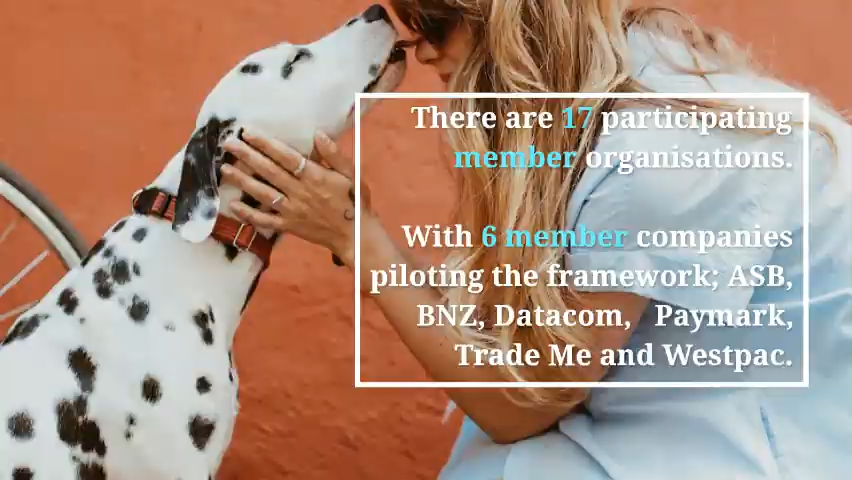 There are 17 participating
member organisations.
With 6 member companies
piloting the framework; ASB,
BNZ, Datacom, Paymark,
Trade Me and Westpac.